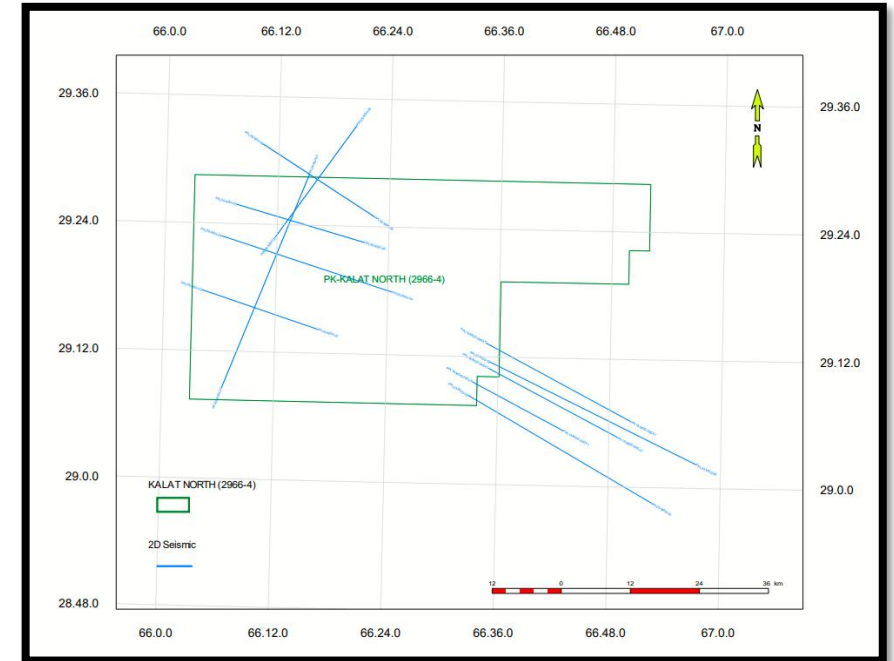 66.0.0 66.12.0 66.24.0 66.36.0 66.48.0 67.0.0
29.36.0 29.36.0
N
29.24.0 29.24.0
PK-KALAT NORTH (2966-4)
29.12.0 29.12.0
29.0.0 29.0.0
KALAT NORTH (2966-4)
2D Seismic
12 0 12 24 36 km
28.48.0
66.0.0 66.12.0 66.24.0 66.36.0 66.48.0 67.0.0